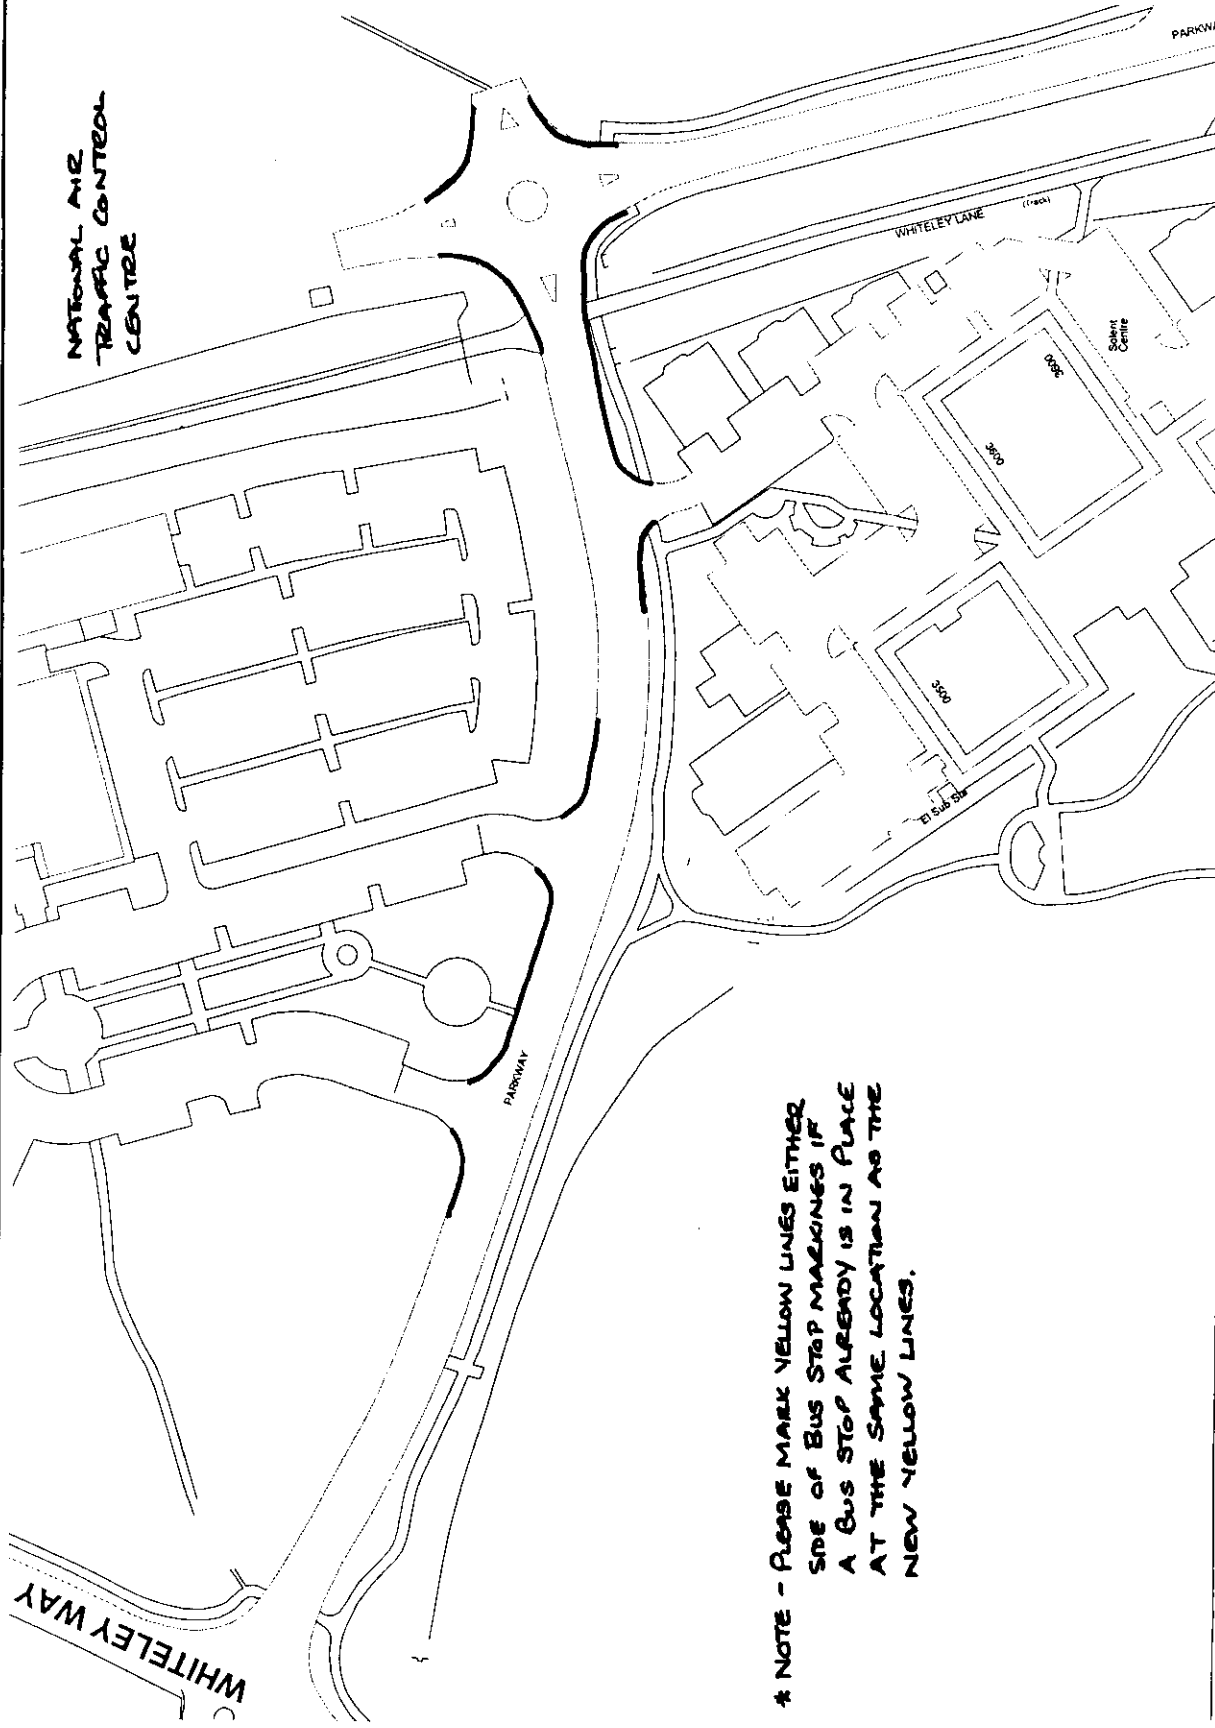 NATIONAL AIR
TRAFFIC CONTROL
CENTRE
PARKWA
WHITELEY LANE
(Track)
Solent
Centre
3600
3600
3500
El Sub Sta
PARKWAY
WHITELEY WAY
* NOTE - PLEASE MARK YELLOW LINES EITHER
SIDE OF BUS STOP MARKINGS IF
A BUS STOP ALREADY IS IN PLACE
AT THE SAME LOCATION AS THE
NEW YELLOW LINES.